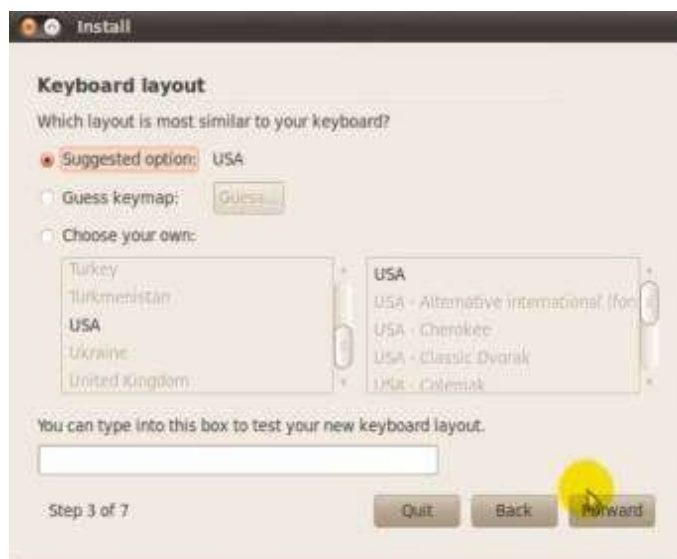 Install
Keyboard layout
Which layout is most similar to your keyboard?
Suggested option: USA
Guess keymap: Guess...
Choose your own:
Turkey
Turkmenistan
USA
Ukraine
United Kingdom
USA
USA - Alternative international (for
USA - Cherokee
USA - Classic Dvorak
USA - Colemak
You can type into this box to test your new keyboard layout.
Step 3 of 7
Quit
Back
Forward